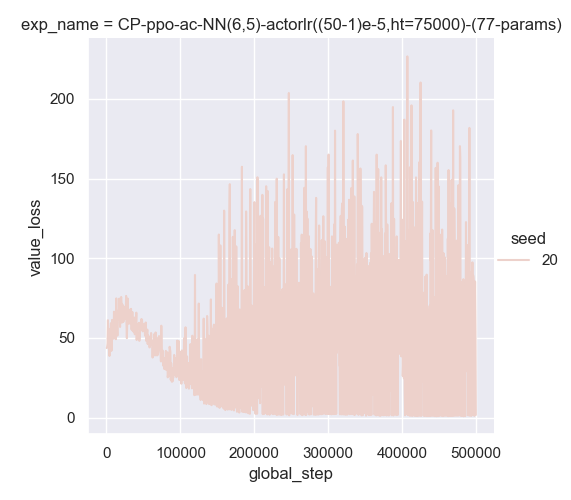 exp_name = CP-ppo-ac-NN(6,5)-actorlr((50-1)e-5,ht=75000)-(77-params)
200
150
100
50
0
value_loss
0 100000 200000 300000 400000 500000
global_step
seed
20